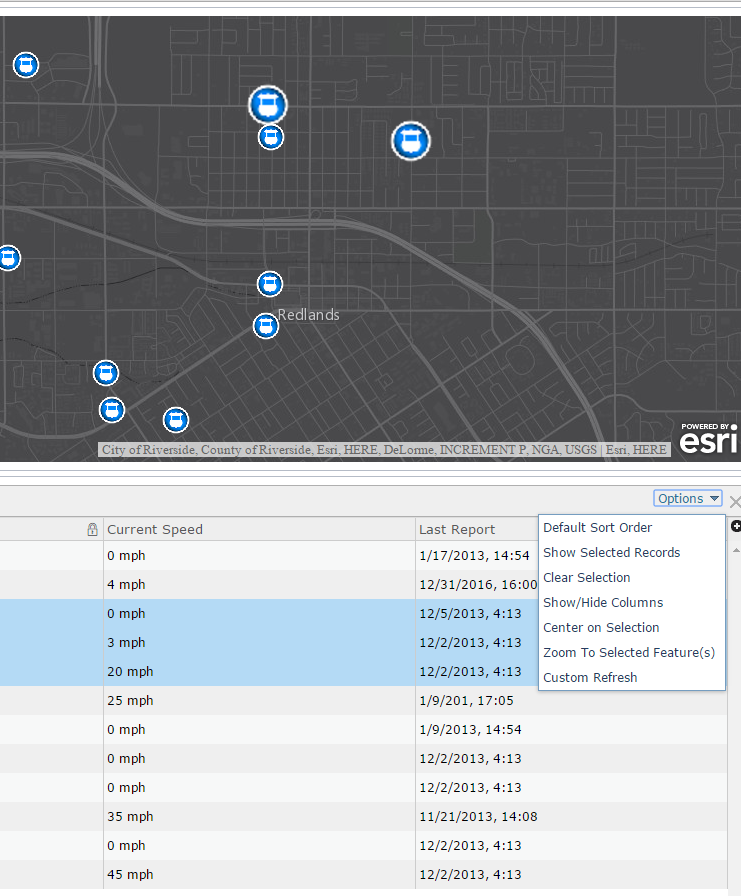 Redlands
POWERED BY
esri
City of Riverside, County of Riverside, Esri, HERE, DeLorme, INCREMENT P, NGA, USGS | Esri, HERE
Options
Current Speed Last Report
Default Sort Order
Show Selected Records
Clear Selection
Show/Hide Columns
Center on Selection
Zoom To Selected Feature(s)
Custom Refresh
0 mph 1/17/2013, 14:54
4 mph 12/31/2016, 16:00
0 mph 12/5/2013, 4:13
3 mph 12/2/2013, 4:13
20 mph 12/2/2013, 4:13
25 mph 1/9/201, 17:05
0 mph 1/9/2013, 14:54
0 mph 12/2/2013, 4:13
0 mph 12/2/2013, 4:13
35 mph 11/21/2013, 14:08
0 mph 12/2/2013, 4:13
45 mph 12/2/2013, 4:13